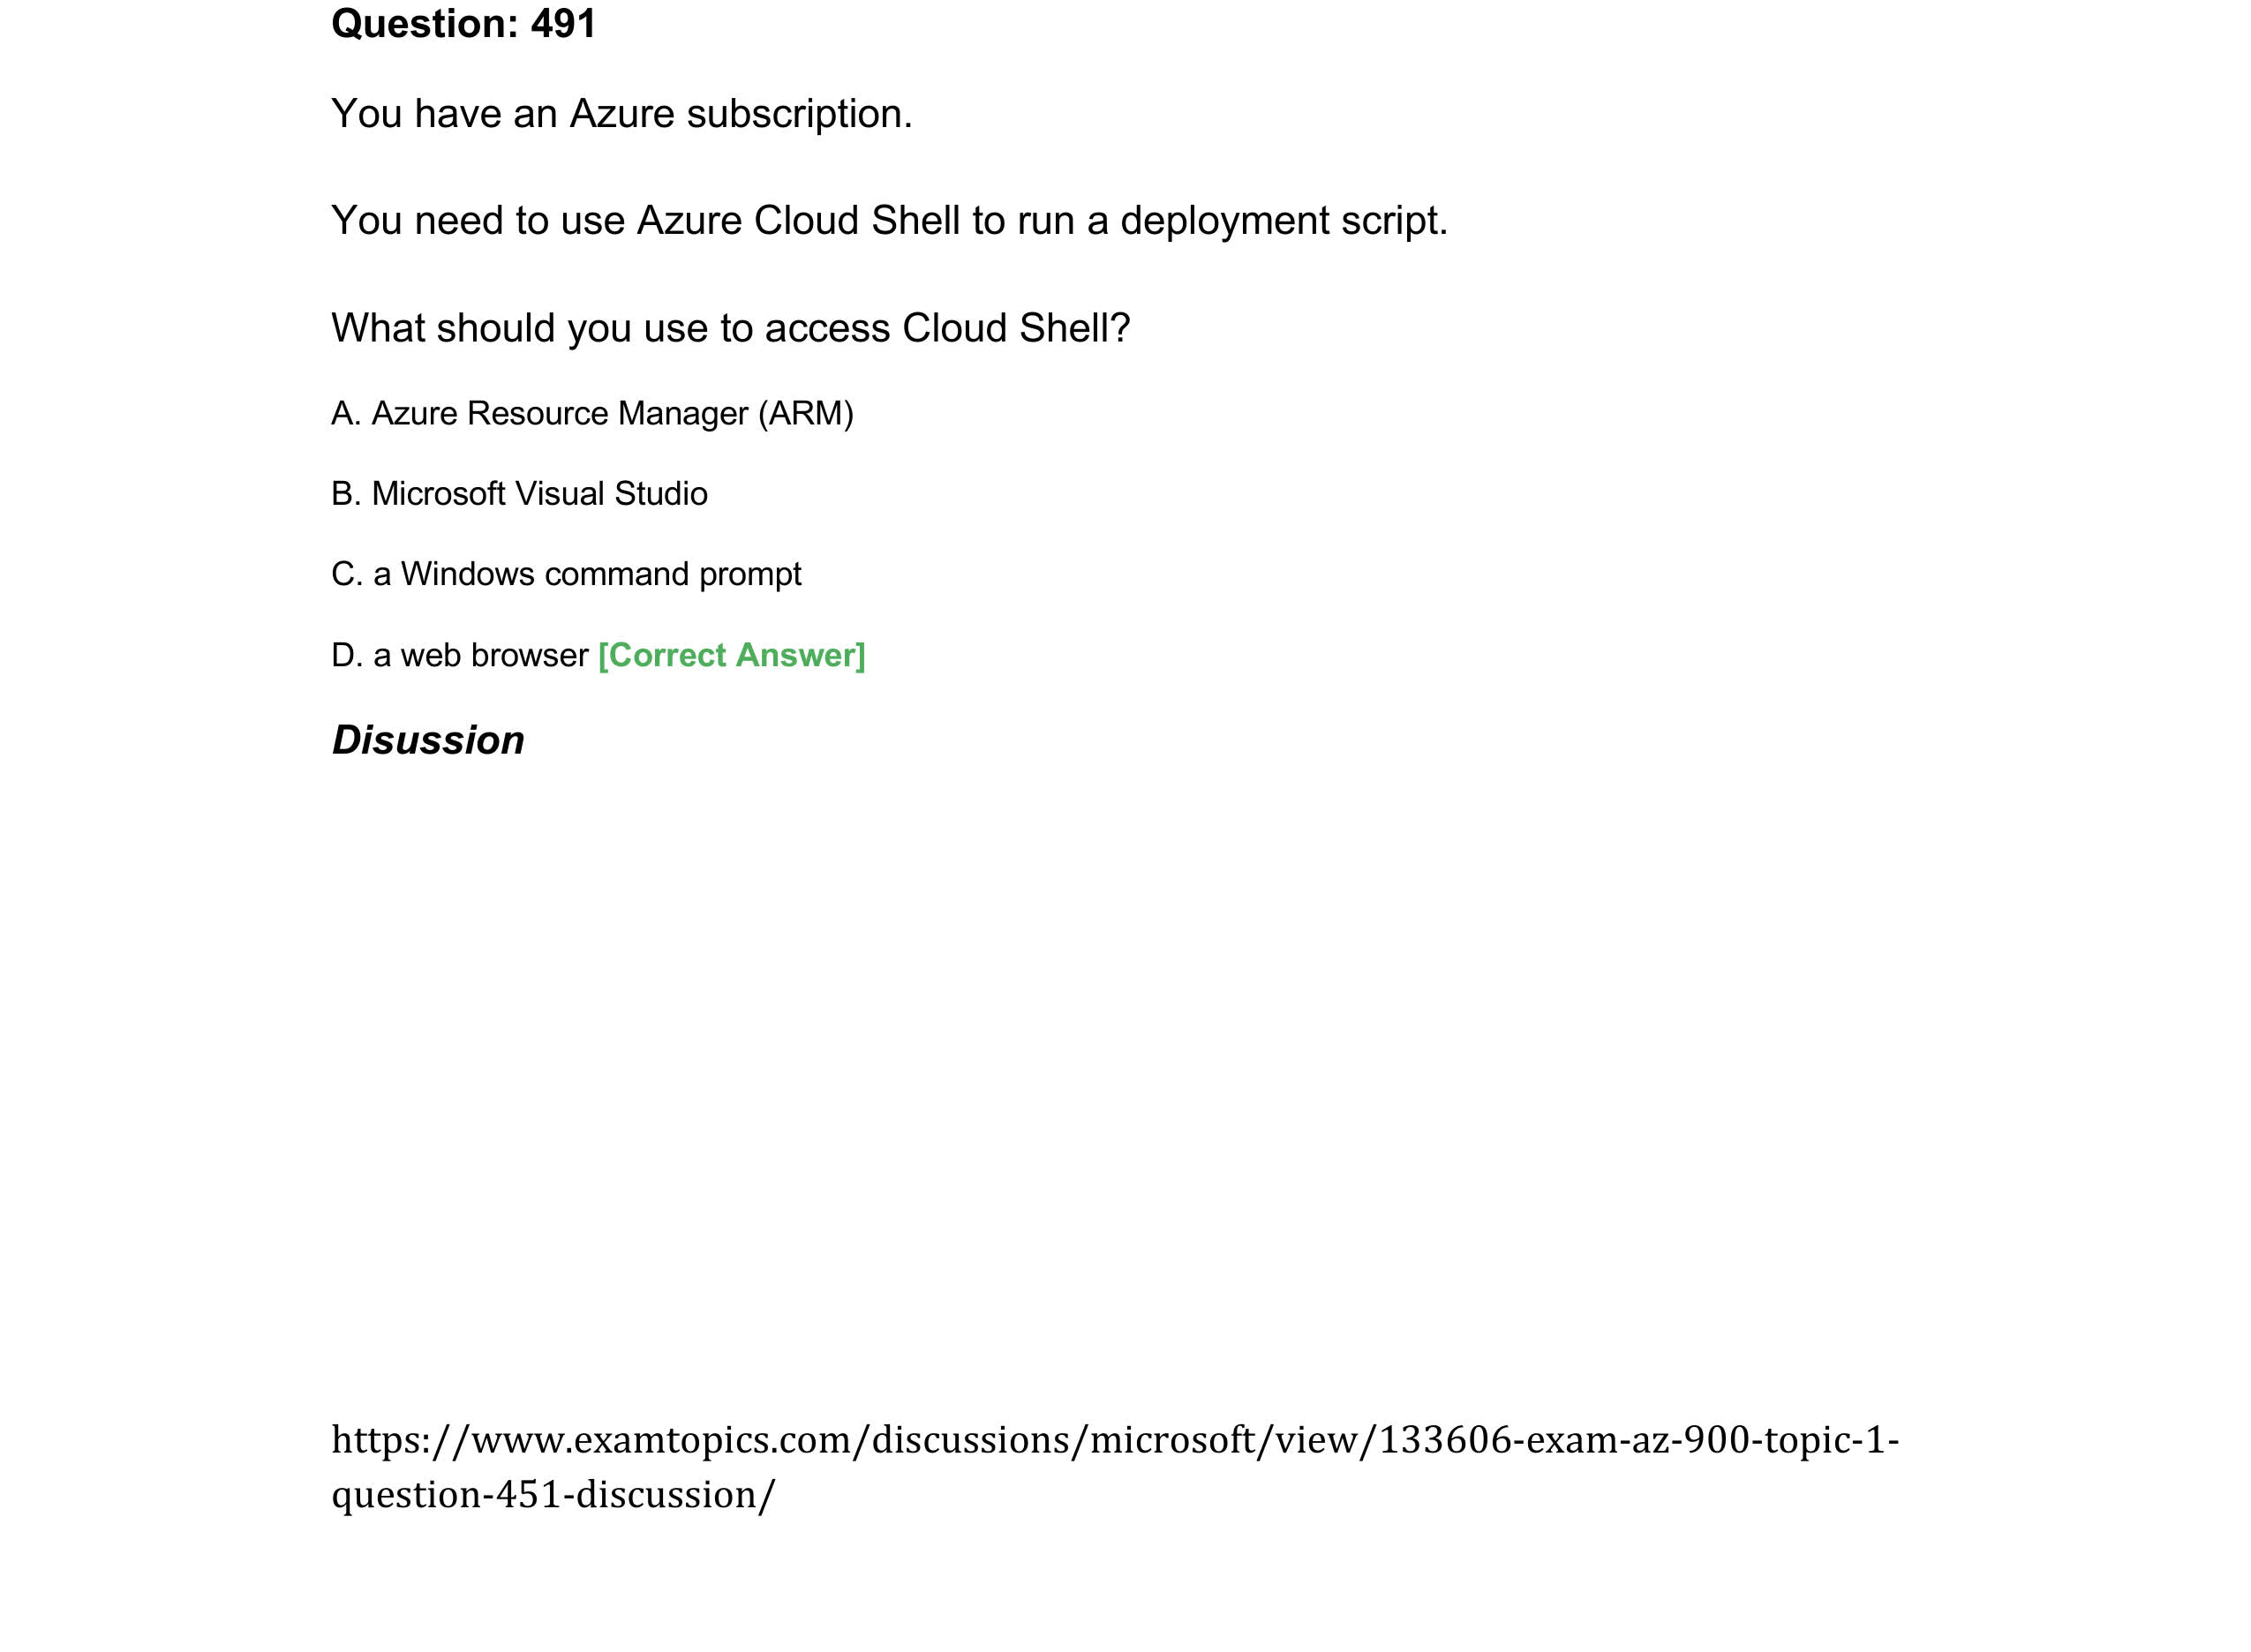 Question: 491
You have an Azure subscription.
You need to use Azure Cloud Shell to run a deployment script.
What should you use to access Cloud Shell?
A. Azure Resource Manager (ARM)
B. Microsoft Visual Studio
C. a Windows command prompt
D. a web browser [Correct Answer]
Disussion
https://www.examtopics.com/discussions/microsoft/view/133606-exam-az-900-topic-1-
question-451-discussion/